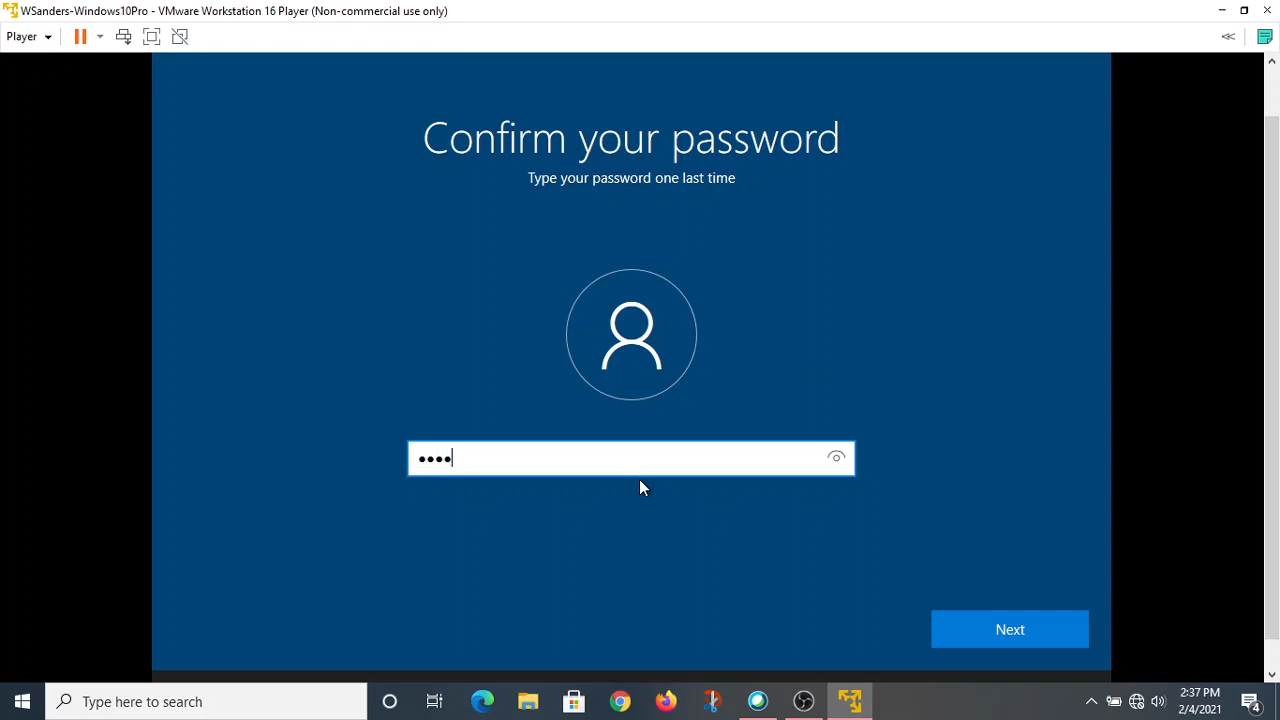 WSanders-Windows10Pro - VMware Workstation 16 Player (Non-commercial use only)
Player
Confirm your password
Type your password one last time
Next
Type here to search
2:37 PM
2/4/2021
4